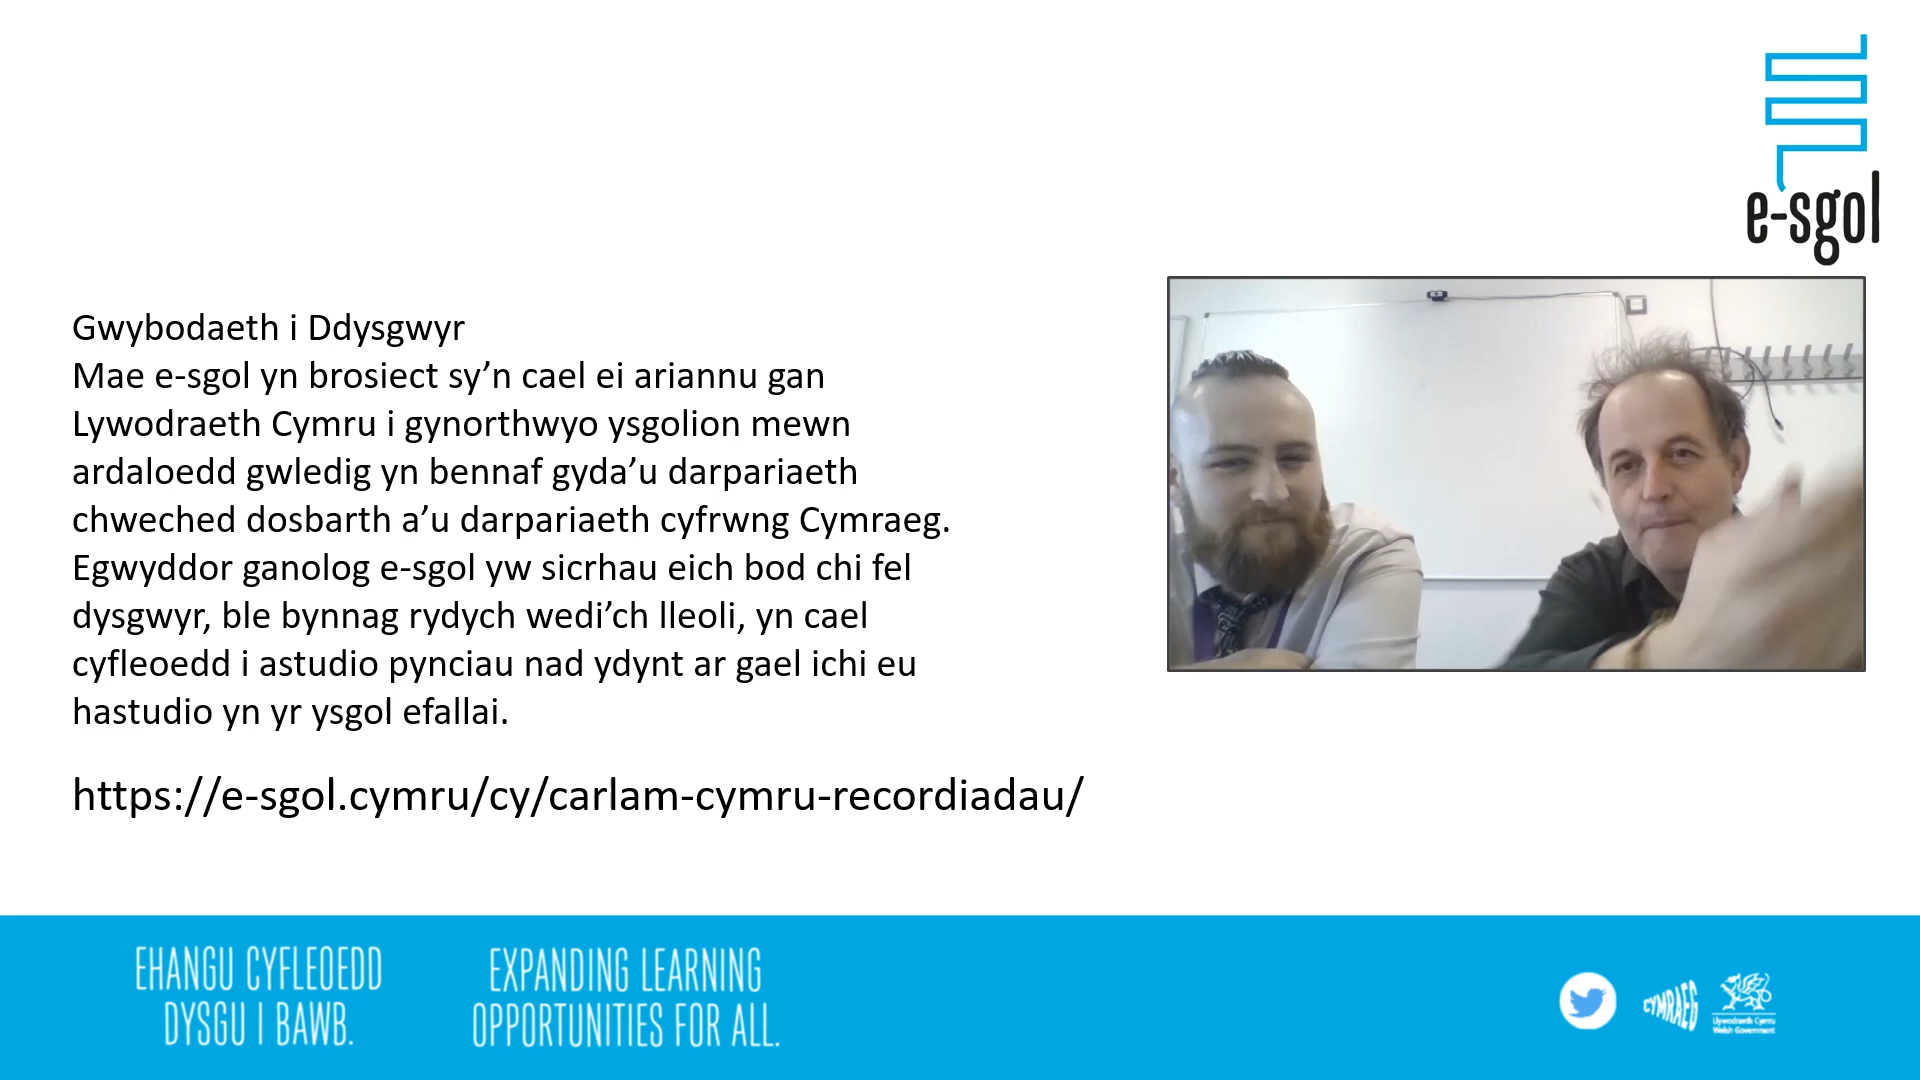 e-sgol
Gwybodaeth i Ddysgwyr
Mae e-sgol yn brosiect sy’n cael ei ariannu gan
Lywodraeth Cymru i gynorthwyo ysgolion mewn
ardaloedd gwledig yn bennaf gyda’u darpariaeth
chweched dosbarth a’u darpariaeth cyfrwng Cymraeg.
Egwyddor ganolog e-sgol yw sicrhau eich bod chi fel
dysgwyr, ble bynnag rydych wedi’ch lleoli, yn cael
cyfleoedd i astudio pynciau nad ydynt ar gael ichi eu
hastudio yn yr ysgol efallai.
https://e-sgol.cymru/cy/carlam-cymru-recordiadau/
EHANGU CYFLEOEDD
DYSGU I BAWB.
EXPANDING LEARNING
OPPORTUNITIES FOR ALL.
CYMRAEG
Llywodraeth Cymru
Welsh Government